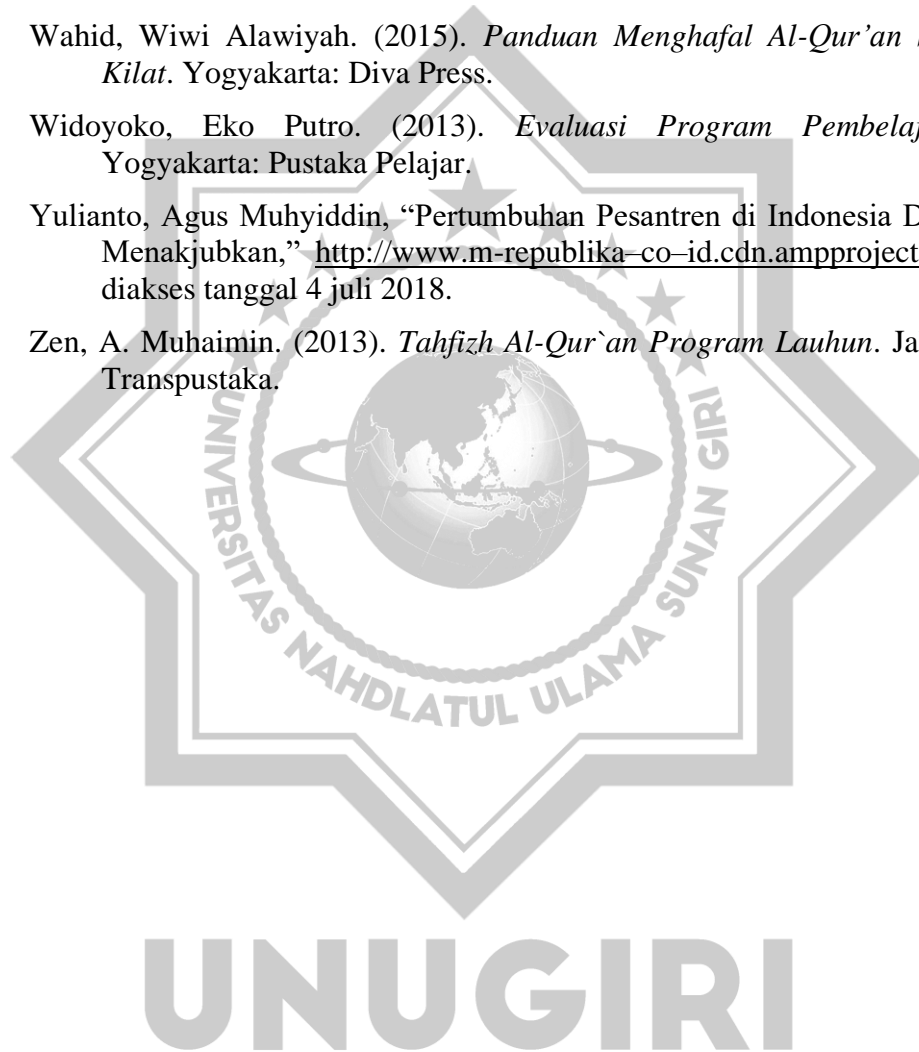 Wahid, Wiwi Alawiyah. (2015). Panduan Menghafal Al-Qur’an
Kilat. Yogyakarta: Diva Press.
Widoyoko, Eko Putro. (2013). Evaluasi Program
Yogyakarta: Pustaka Pelajar.
Yulianto, Agus Muhyiddin, “Pertumbuhan Pesantren di Indonesia
Menakjubkan,” http://www.m-republika–co–id.cdn.ampproject
diakses tanggal 4 juli 2018.
Zen, A. Muhaimin. (2013). Tahfizh Al-Qur`an Program Lauhun.
Transpustaka.
UNIVERSITAS NAHDLATUL ULAMA SUNAN GIRI
UNUGIRI